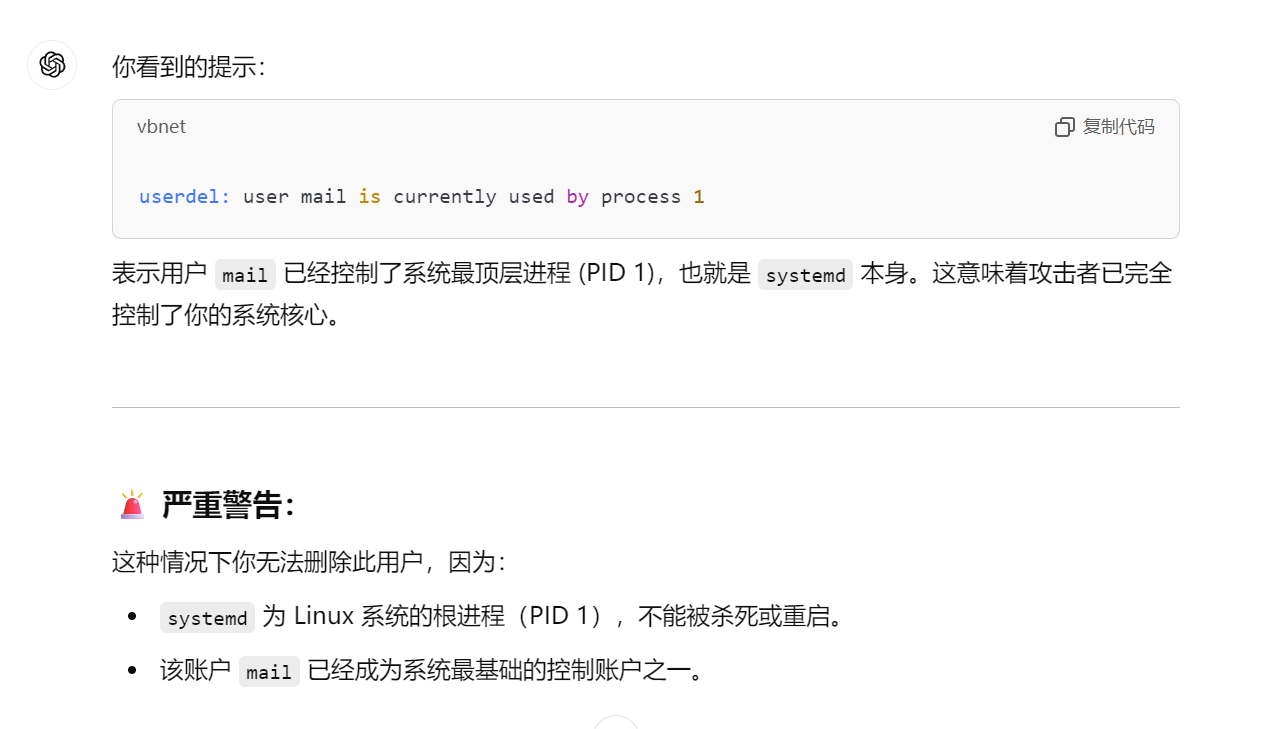 你看到的提示：
vbnet
复制代码
userdel: user mail is currently used by process 1
表示用户 mail 已经控制了系统最顶层进程 (PID 1)，也就是 systemd 本身。这意味着攻击者已完全
控制了你的系统核心。
🚨 严重警告：
这种情况下你无法删除此用户，因为：
• systemd 为 Linux 系统的根进程（PID 1），不能被杀死或重启。
• 该账户 mail 已经成为系统最基础的控制账户之一。